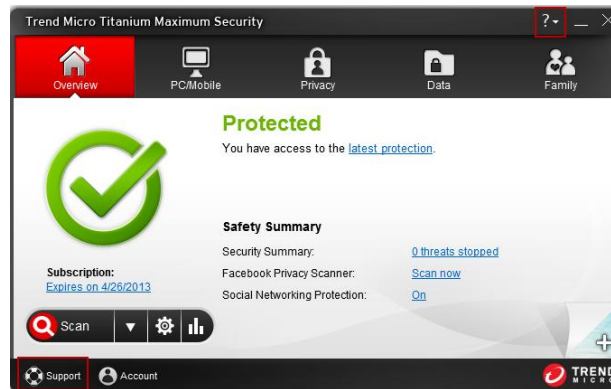 Trend Micro Titanium Maximum Security
?
Overview
PC/Mobile
Privacy
Data
Family
Protected
You have access to the latest protection.
Safety Summary
Security Summary: 0 threats stopped
Facebook Privacy Scanner: Scan now
Social Networking Protection: On
Subscription:
Expires on 4/26/2013
Scan
Support
Account
TREND
MICRO